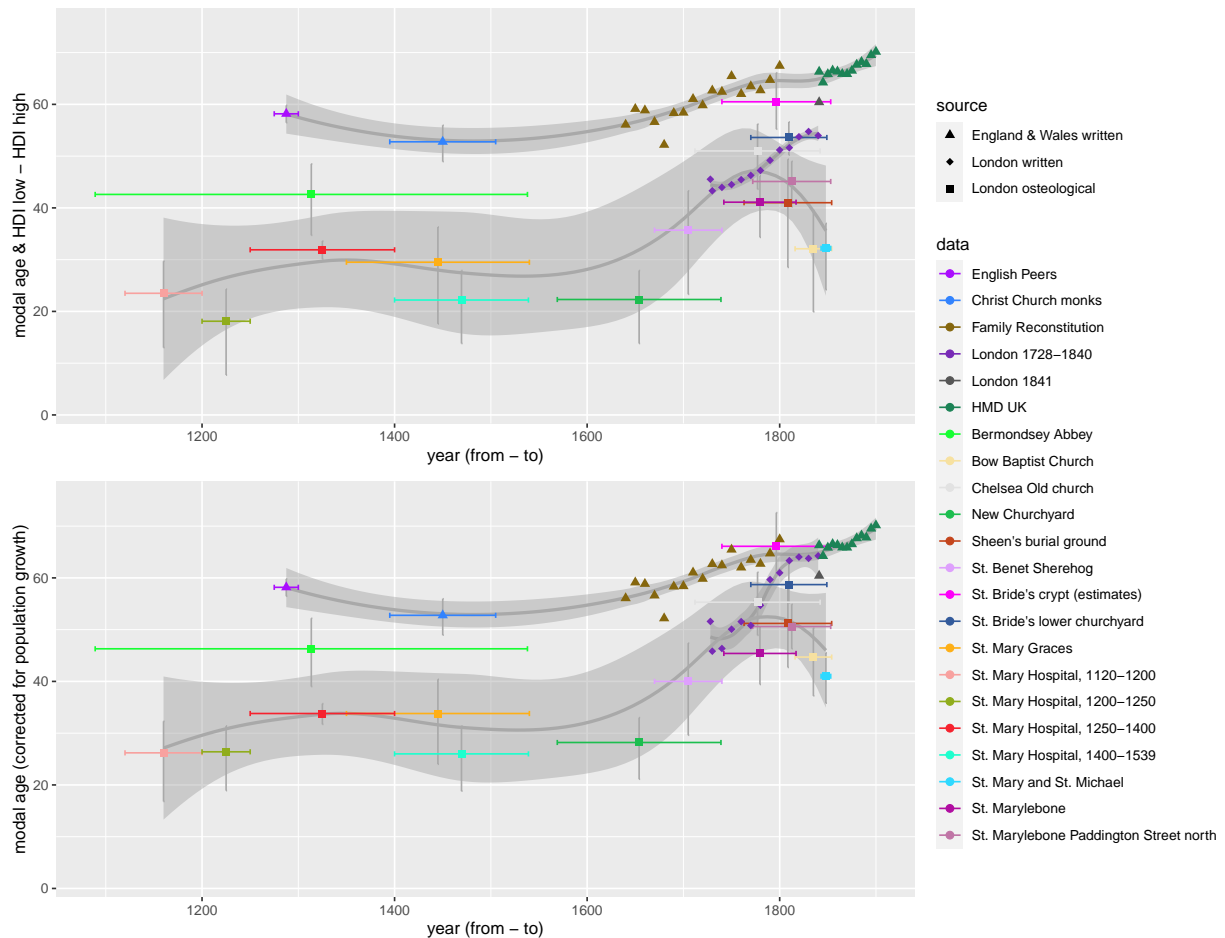 modal age & HDI low − HDI high
60
40
20
0
1200
1400
1600
1800
year (from − to)
modal age (corrected for population growth)
60
40
20
0
1200
1400
1600
1800
year (from − to)
source
England & Wales written
London written
London osteological
data
English Peers
Christ Church monks
Family Reconstitution
London 1728−1840
London 1841
HMD UK
Bermondsey Abbey
Bow Baptist Church
Chelsea Old church
New Churchyard
Sheen's burial ground
St. Benet Sherehog
St. Bride's crypt (estimates)
St. Bride's lower churchyard
St. Mary Graces
St. Mary Hospital, 1120−1200
St. Mary Hospital, 1200−1250
St. Mary Hospital, 1250−1400
St. Mary Hospital, 1400−1539
St. Mary and St. Michael
St. Marylebone
St. Marylebone Paddington Street north